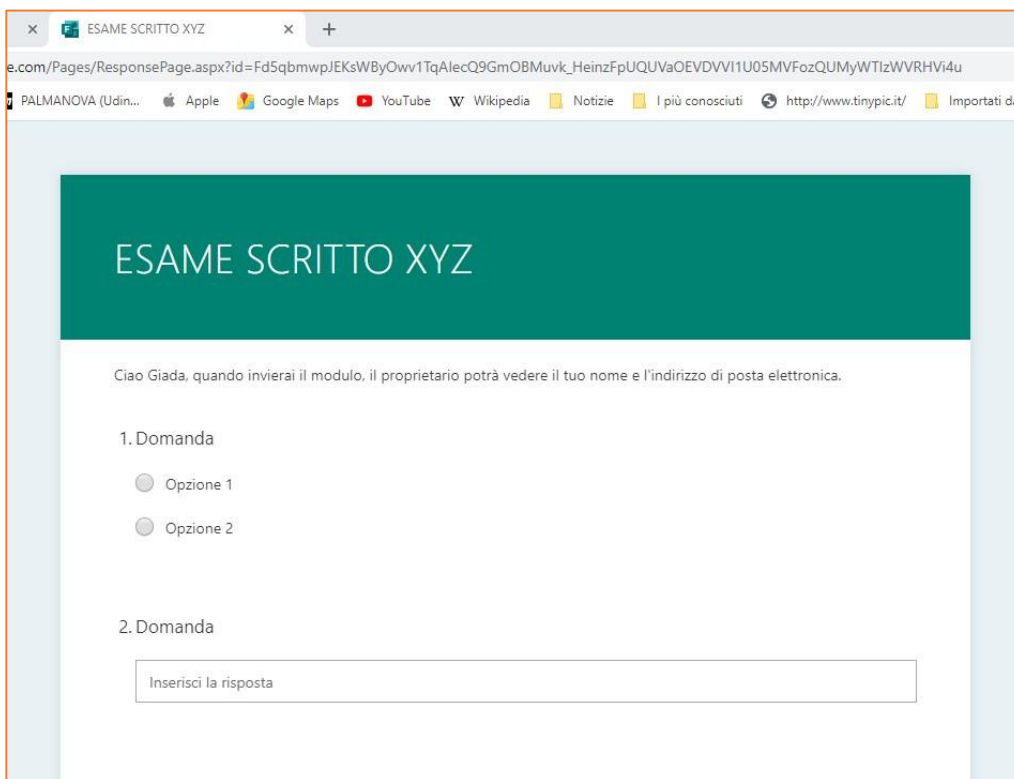 ESAME SCRITTO XYZ
e.com/Pages/ResponsePage.aspx?id=Fd5qbmwpJEKsWByOwv1TqAlecQ9GmOBMuvk_HeinzFpUQUVaOEVDVVI1U05MVFozQUMyWTIzWVRHVi4u
PALMANOVA (Udin... Apple Google Maps YouTube W Wikipedia Notizie I più conosciuti http://www.tinypic.it/ Importati da
ESAME SCRITTO XYZ
Ciao Giada, quando invierai il modulo, il proprietario potrà vedere il tuo nome e l'indirizzo di posta elettronica.
1. Domanda
Opzione 1
Opzione 2
2. Domanda
Inserisci la risposta